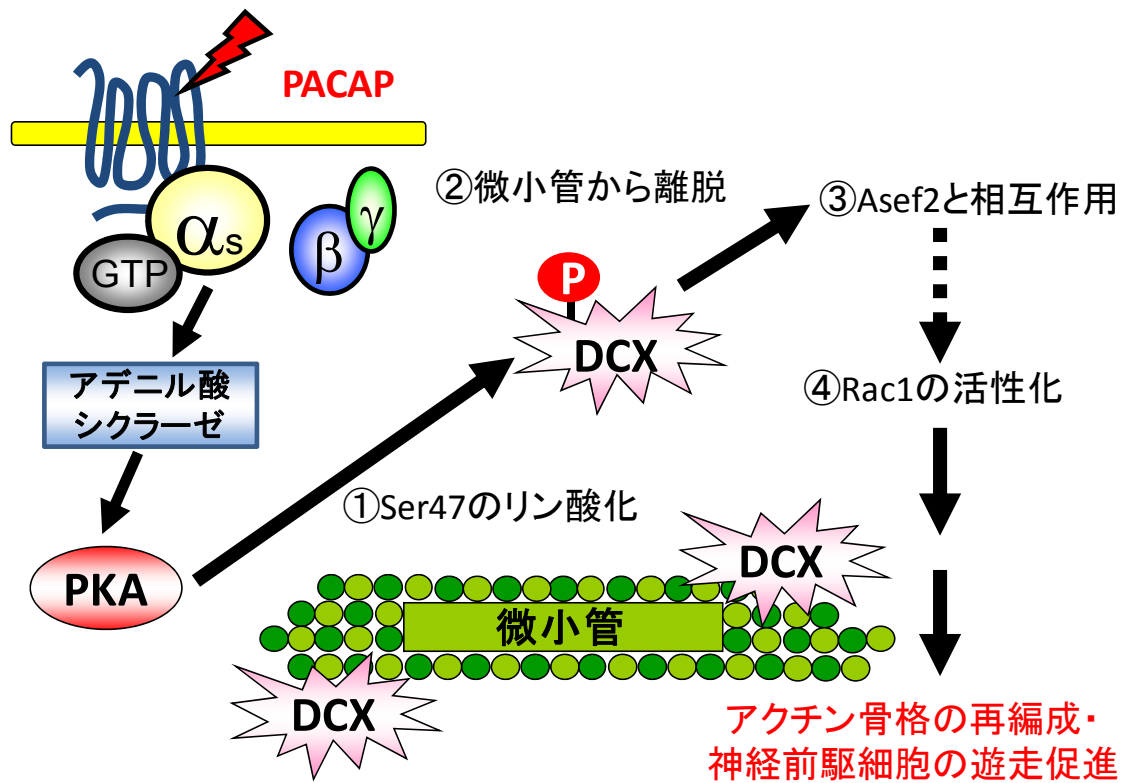 PACAP
αs
GTP
β
γ
アデニル酸
シクラーゼ
PKA
①Ser47のリン酸化
②微小管から離脱
P
DCX
③Asef2と相互作用
④Rac1の活性化
DCX
微小管
DCX
アクチン骨格の再編成・
神経前駆細胞の遊走促進